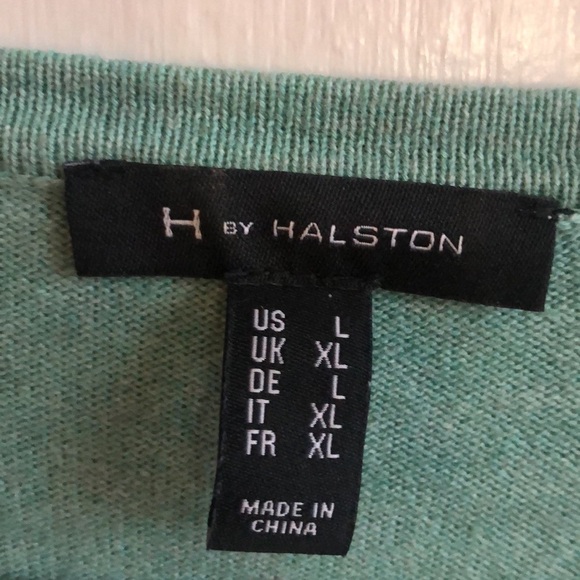 H BY HALSTON
US L
UK XL
DE L
IT XL
FR XL
MADE IN
CHINA